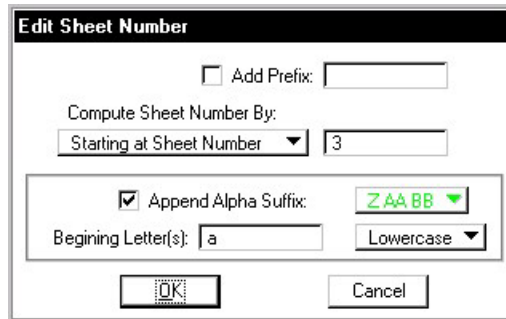 Edit Sheet Number
Add Prefix:
Compute Sheet Number By:
Starting at Sheet Number 3
Append Alpha Suffix: Z AA BB
Begining Letter(s): a Lowercase
OK Cancel